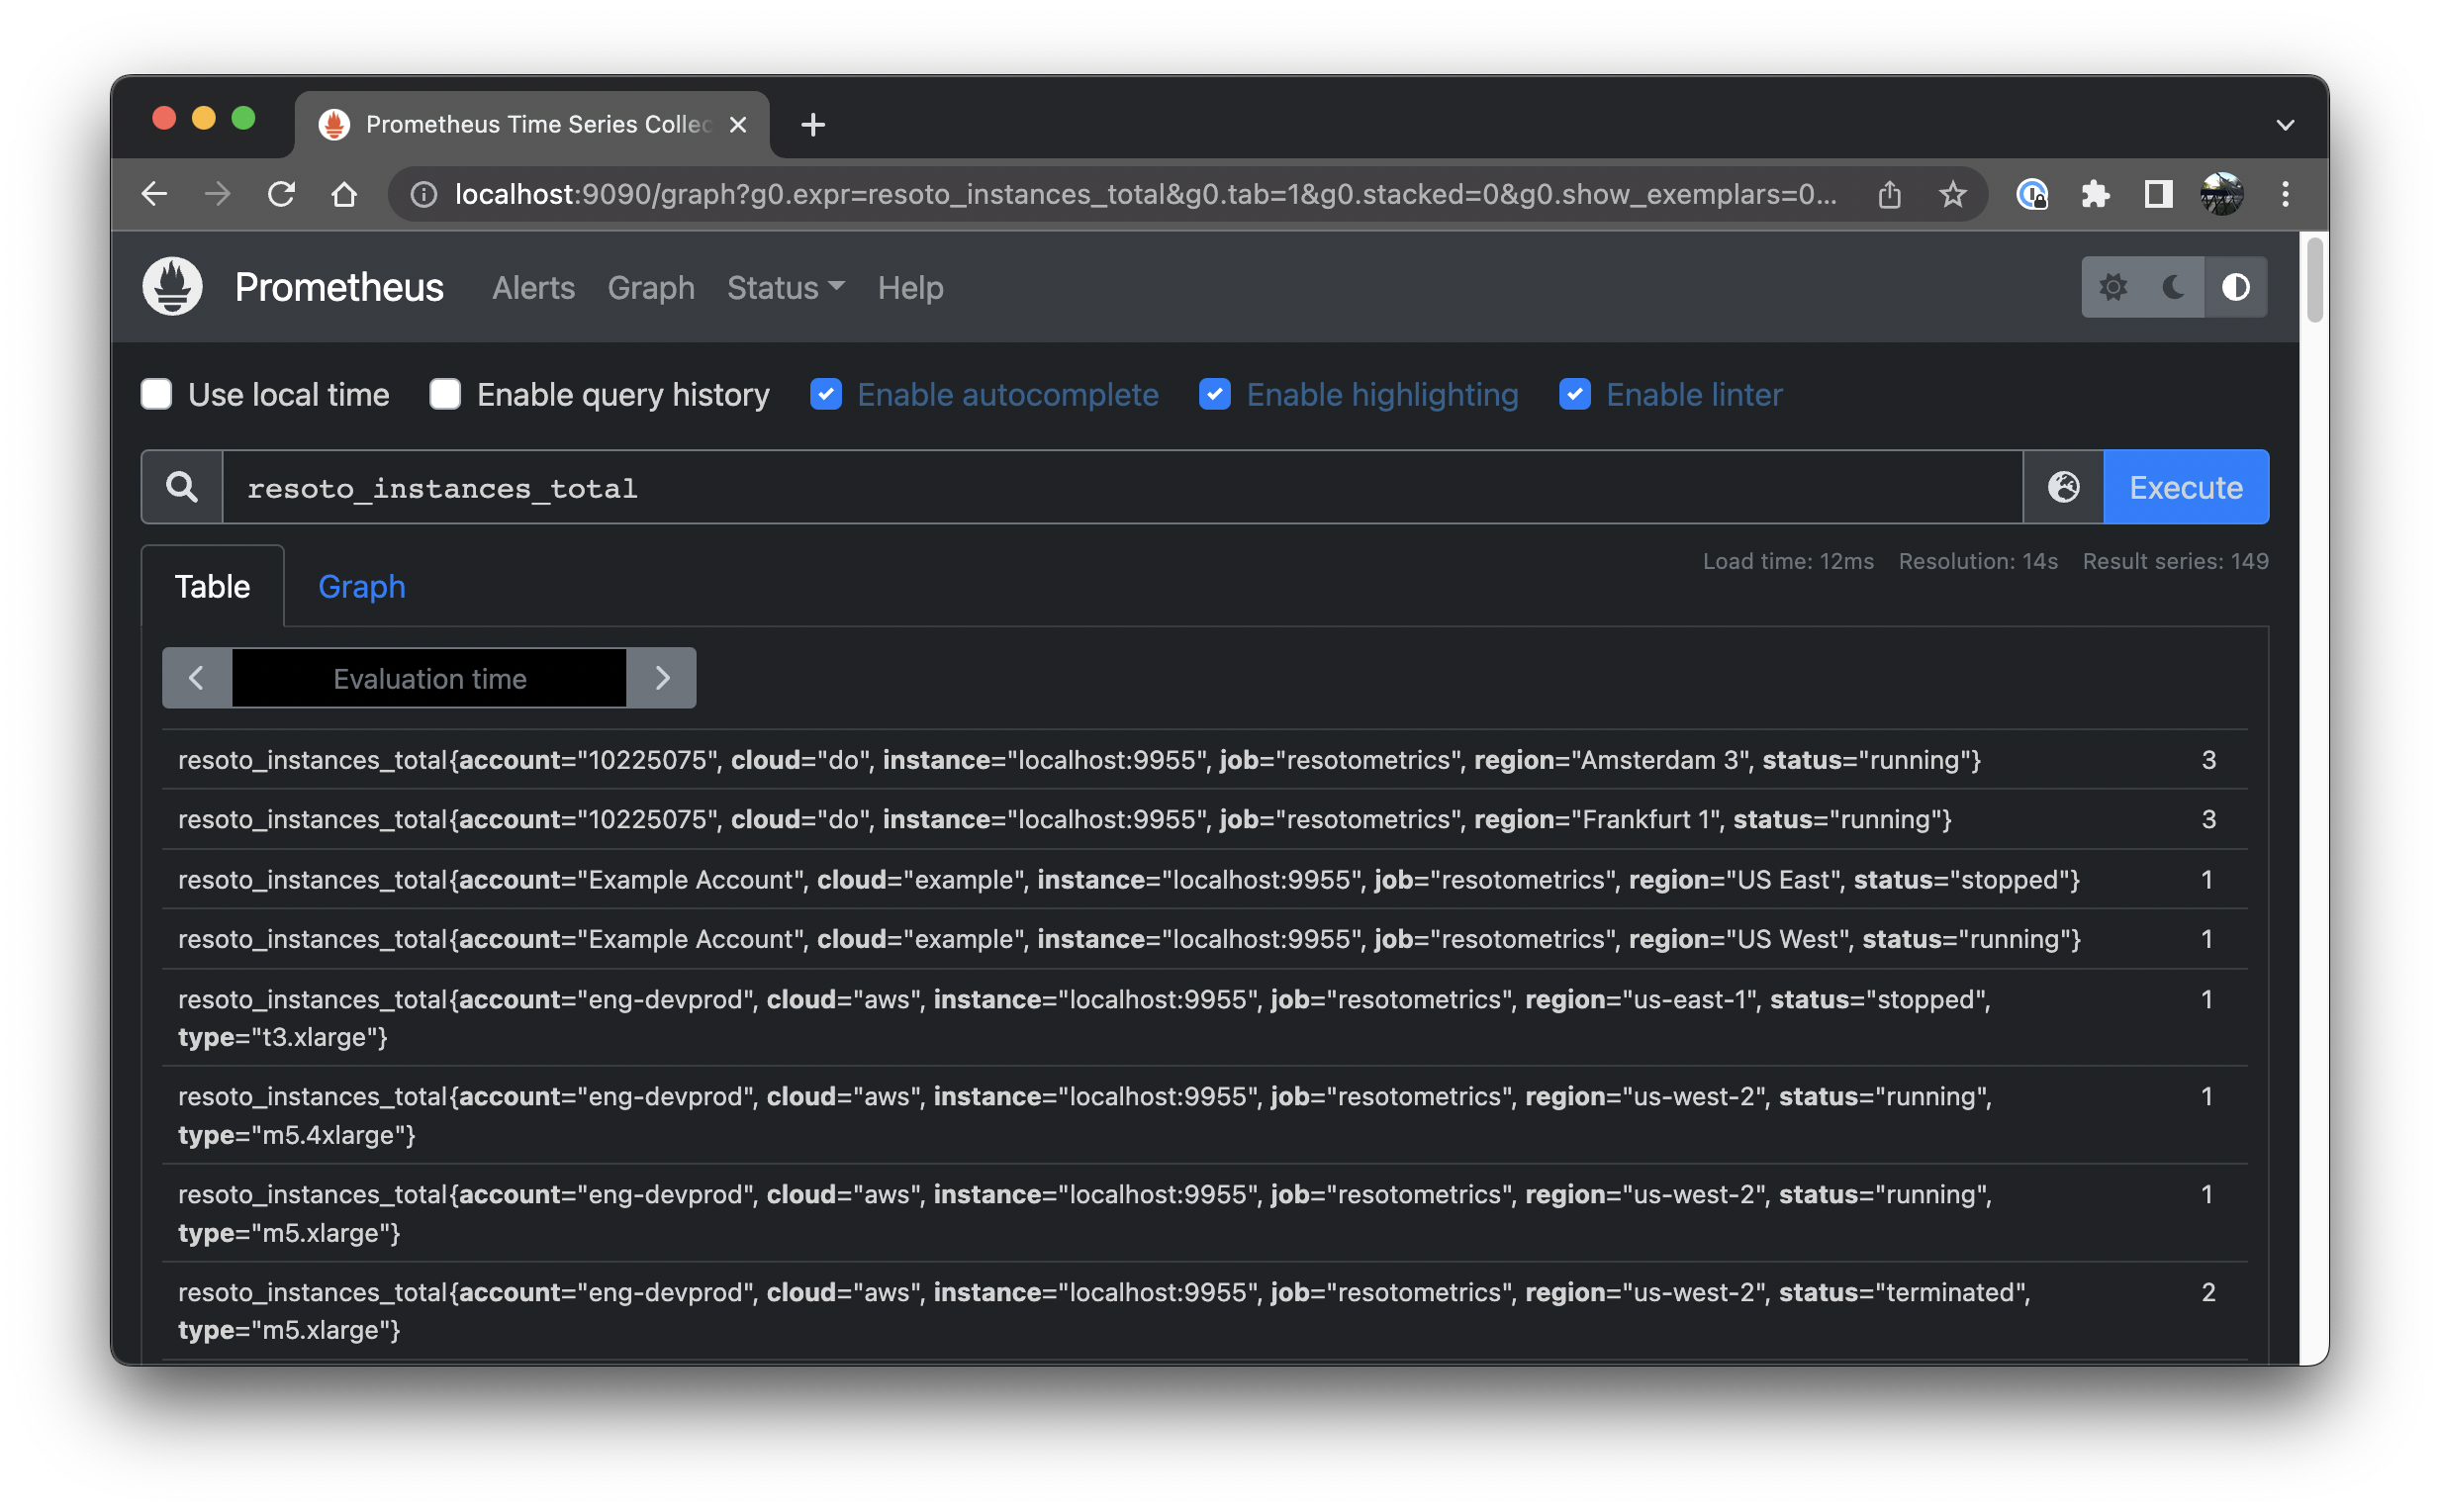 Prometheus Time Series Collec
localhost:9090/graph?g0.expr=resoto_instances_total&g0.tab=1&g0.stacked=0&g0.show_exemplars=0...
Prometheus Alerts Graph Status Help
Use local time Enable query history Enable autocomplete Enable highlighting Enable linter
resoto_instances_total Execute
Load time: 12ms Resolution: 14s Result series: 149
Table Graph
Evaluation time
resoto_instances_total{account="10225075", cloud="do", instance="localhost:9955", job="resotometrics", region="Amsterdam 3", status="running"} 3
resoto_instances_total{account="10225075", cloud="do", instance="localhost:9955", job="resotometrics", region="Frankfurt 1", status="running"} 3
resoto_instances_total{account="Example Account", cloud="example", instance="localhost:9955", job="resotometrics", region="US East", status="stopped"} 1
resoto_instances_total{account="Example Account", cloud="example", instance="localhost:9955", job="resotometrics", region="US West", status="running"} 1
resoto_instances_total{account="eng-devprod", cloud="aws", instance="localhost:9955", job="resotometrics", region="us-east-1", status="stopped", 1
type="t3.xlarge"}
resoto_instances_total{account="eng-devprod", cloud="aws", instance="localhost:9955", job="resotometrics", region="us-west-2", status="running", 1
type="m5.4xlarge"}
resoto_instances_total{account="eng-devprod", cloud="aws", instance="localhost:9955", job="resotometrics", region="us-west-2", status="running", 1
type="m5.xlarge"}
resoto_instances_total{account="eng-devprod", cloud="aws", instance="localhost:9955", job="resotometrics", region="us-west-2", status="terminated", 2
type="m5.xlarge"}